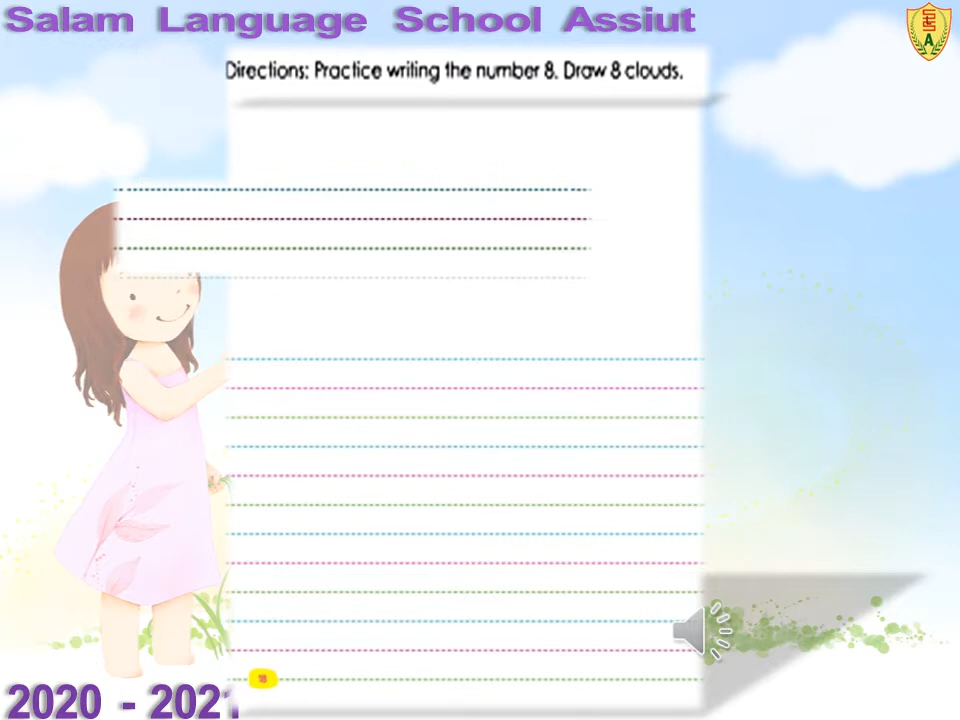 Salam Language School Assiut
A
Directions: Practice writing the number 8. Draw 8 clouds.
2020 - 2021